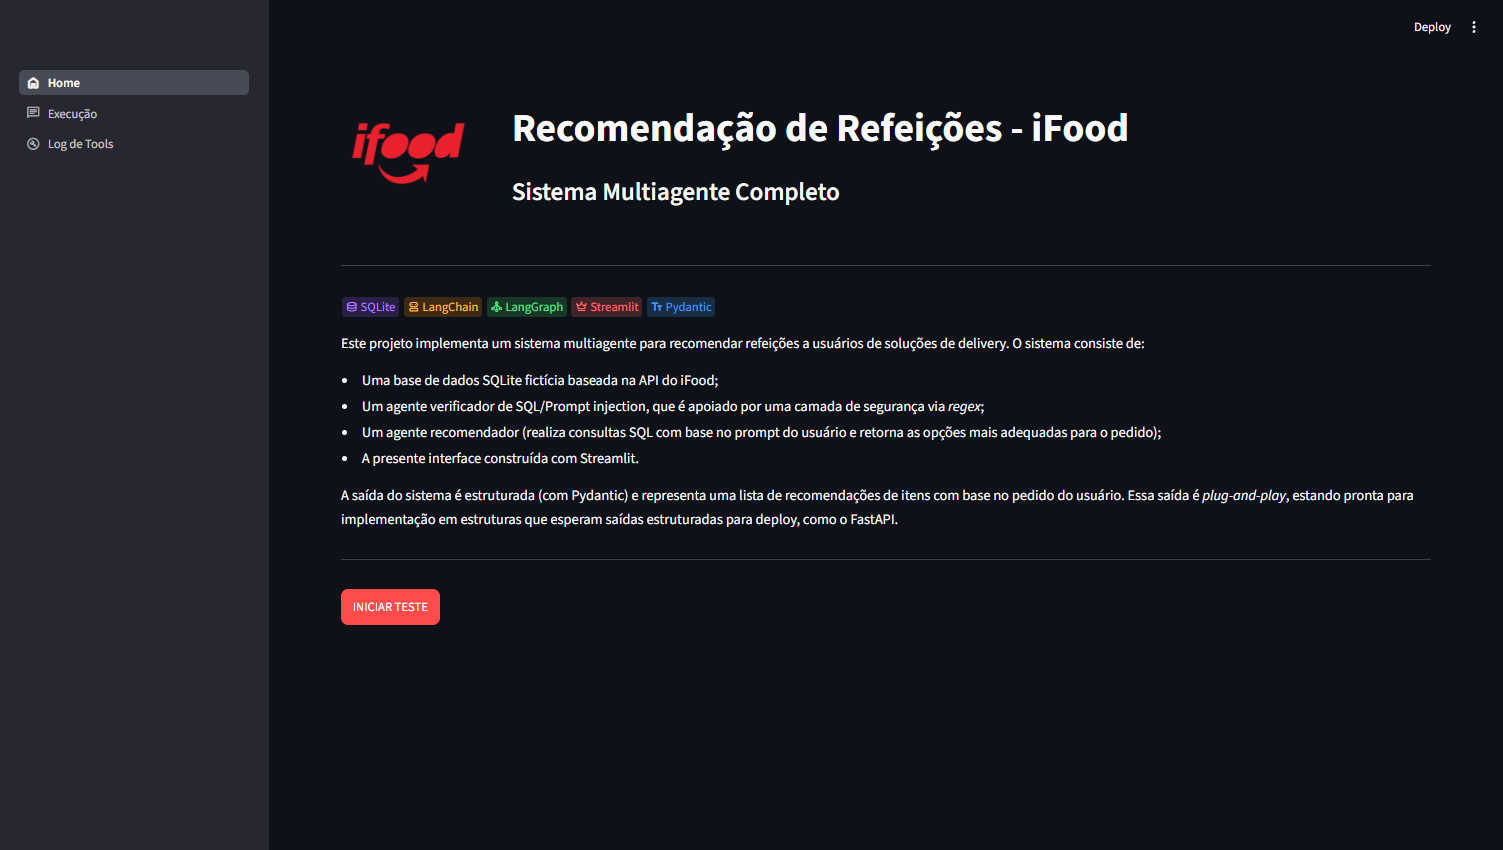 Deploy
Home
Execução
Log de Tools
ifood
Recomendação de Refeições - iFood
Sistema Multiagente Completo
SQLite LangChain LangGraph Streamlit Pydantic
Este projeto implementa um sistema multiagente para recomendar refeições a usuários de soluções de delivery. O sistema consiste de:
• Uma base de dados SQLite fictícia baseada na API do iFood;
• Um agente verificador de SQL/Prompt injection, que é apoiado por uma camada de segurança via regex;
• Um agente recomendador (realiza consultas SQL com base no prompt do usuário e retorna as opções mais adequadas para o pedido);
• A presente interface construída com Streamlit.
A saída do sistema é estruturada (com Pydantic) e representa uma lista de recomendações de itens com base no pedido do usuário. Essa saída é plug-and-play, estando pronta para
implementação em estruturas que esperam saídas estruturadas para deploy, como o FastAPI.
INICIAR TESTE